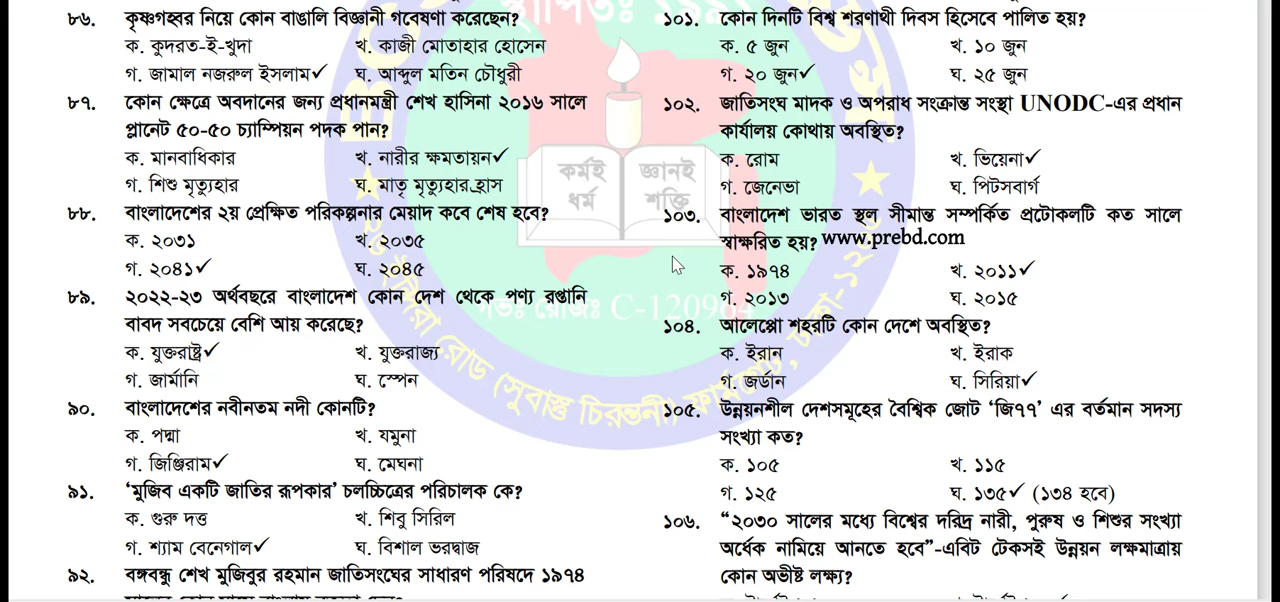 ৮৬. কৃষ্ণগহ্বর নিয়ে কোন বাঙালি বিজ্ঞানী গবেষণা করেছেন?
ক. কুদরত-ই-খুদা খ. কাজী মোতাহার হোসেন
গ. জামাল নজরুল ইসলাম✓ ঘ. আব্দুল মতিন চৌধুরী
৮৭. কোন ক্ষেত্রে অবদানের জন্য প্রধানমন্ত্রী শেখ হাসিনা ২০১৬ সালে
প্লানেট ৫০-৫০ চ্যাম্পিয়ন পদক পান?
ক. মানবাধিকার খ. নারীর ক্ষমতায়ন✓
গ. শিশু মৃত্যুহার ঘ. মাতৃ মৃত্যুহার হ্রাস
৮৮. বাংলাদেশের ২য় প্রেক্ষিত পরিকল্পনার মেয়াদ কবে শেষ হবে?
ক. ২০৩১ খ. ২০৩৫
গ. ২০৪১✓ ঘ. ২০৪৫
৮৯. ২০২২-২৩ অর্থবছরে বাংলাদেশ কোন দেশ থেকে পণ্য রপ্তানি
বাবদ সবচেয়ে বেশি আয় করেছে?
ক. যুক্তরাষ্ট্র✓ খ. যুক্তরাজ্য
গ. জার্মানি ঘ. স্পেন
৯০. বাংলাদেশের নবীনতম নদী কোনটি?
ক. পদ্মা খ. যমুনা
গ. জিঞ্জিরাম✓ ঘ. মেঘনা
৯১. ‘মুজিব একটি জাতির রূপকার’ চলচ্চিত্রের পরিচালক কে?
ক. গুরু দত্ত খ. শিবু সিরিল
গ. শ্যাম বেনেগাল✓ ঘ. বিশাল ভরদ্বাজ
৯২. বঙ্গবন্ধু শেখ মুজিবুর রহমান জাতিসংঘের সাধারণ পরিষদে ১৯৭৪
১০১. কোন দিনটি বিশ্ব শরণার্থী দিবস হিসেবে পালিত হয়?
ক. ৫ জুন খ. ১০ জুন
গ. ২০ জুন✓ ঘ. ২৫ জুন
১০২. জাতিসংঘ মাদক ও অপরাধ সংক্রান্ত সংস্থা UNODC-এর প্রধান
কার্যালয় কোথায় অবস্থিত?
ক. রোম খ. ভিয়েনা✓
গ. জেনেভা ঘ. পিটসবার্গ
১০৩. বাংলাদেশ ভারত স্থল সীমান্ত সম্পর্কিত প্রটোকলটি কত সালে
স্বাক্ষরিত হয়? www.prebd.com
ক. ১৯৭৪ খ. ২০১১✓
গ. ২০১৩ ঘ. ২০১৫
১০৪. আলেপ্পো শহরটি কোন দেশে অবস্থিত?
ক. ইরান খ. ইরাক
গ. জর্ডান ঘ. সিরিয়া✓
১০৫. উন্নয়নশীল দেশসমূহের বৈশ্বিক জোট ‘জি৭৭’ এর বর্তমান সদস্য
সংখ্যা কত?
ক. ১০৫ খ. ১১৫
গ. ১২৫ ঘ. ১৩৫✓ (১৩৪ হবে)
১০৬. “২০৩০ সালের মধ্যে বিশ্বের দরিদ্র নারী, পুরুষ ও শিশুর সংখ্যা
অর্ধেক নামিয়ে আনতে হবে”-এবিট টেকসই উন্নয়ন লক্ষমাত্রায়
কোন অভীষ্ট লক্ষ্য?
কর্মই জ্ঞানই
ধর্ম শক্তি